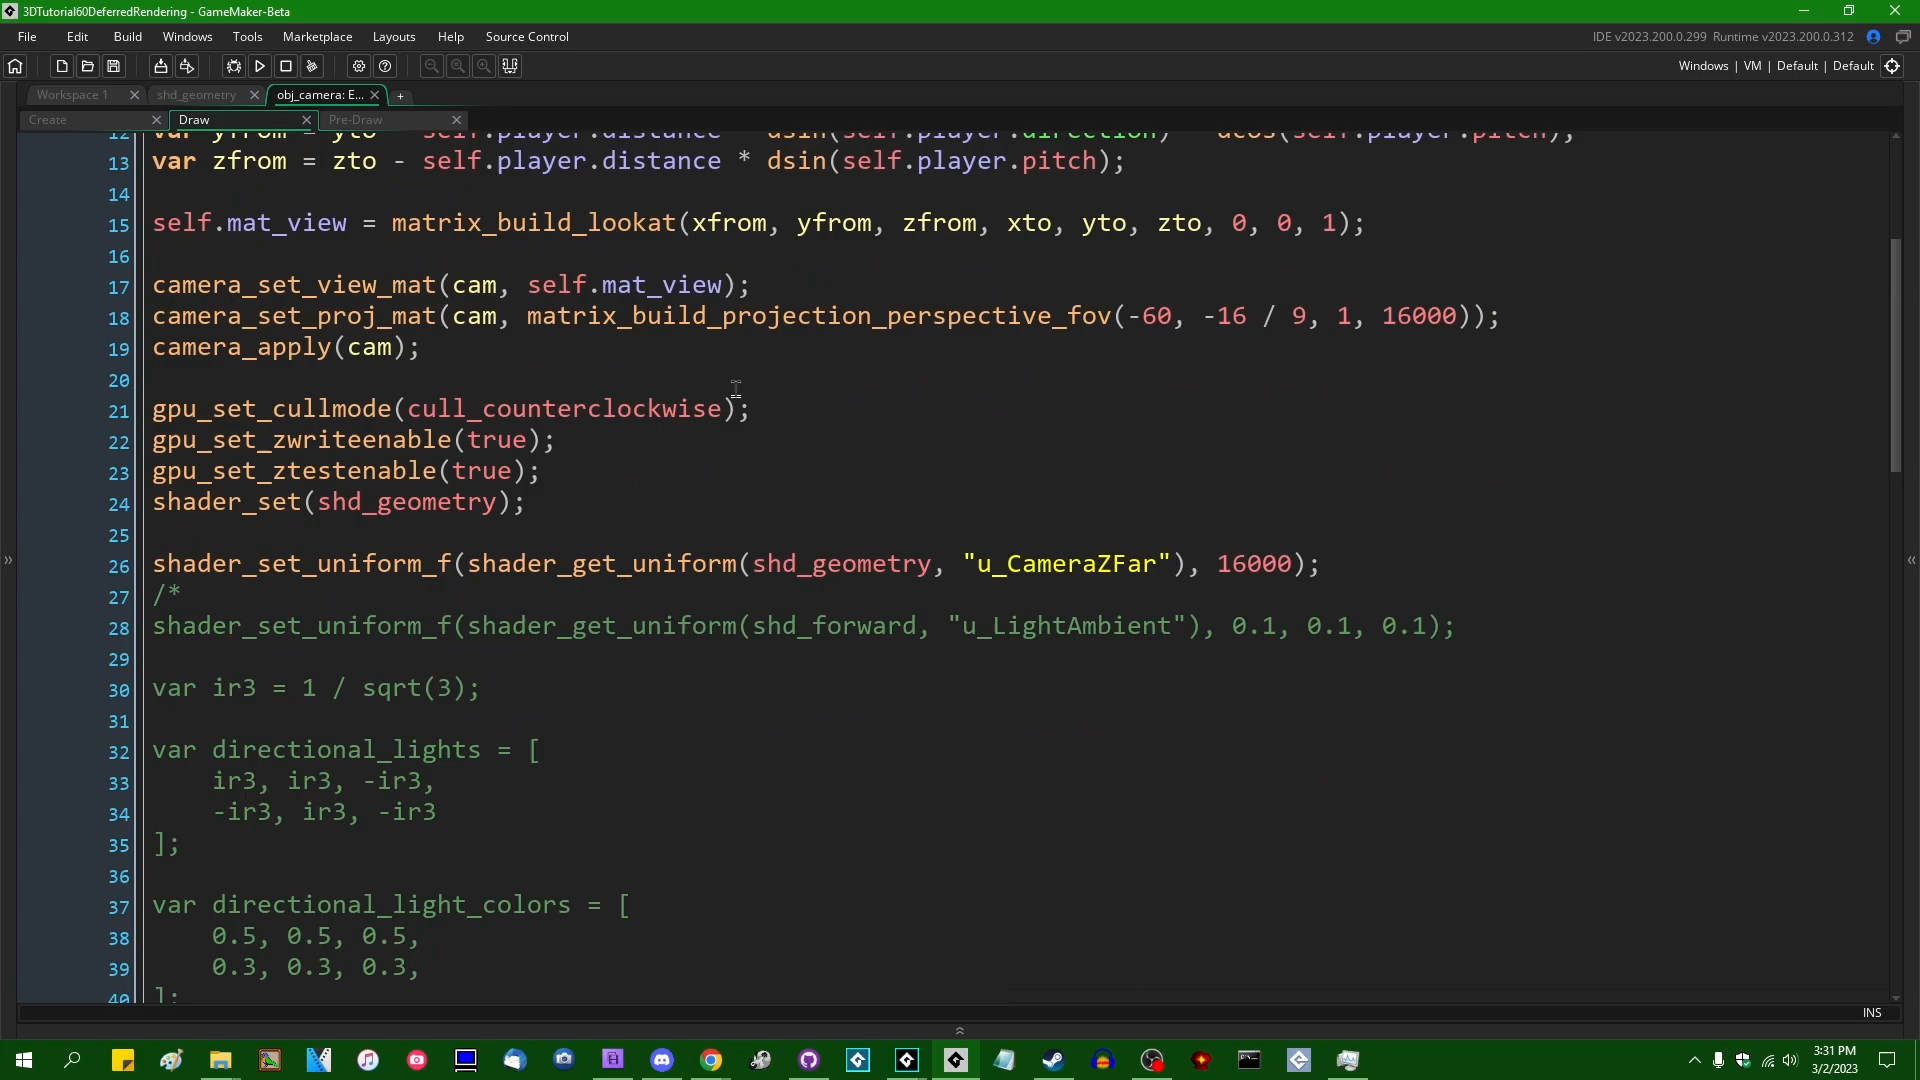 3DTutorial60DeferredRendering - GameMaker-Beta
File Edit Build Windows Tools Marketplace Layouts Help Source Control
IDE v2023.200.0.299 Runtime v2023.200.0.312
Windows | VM | Default | Default
Workspace 1 shd_geometry obj_camera: E...
Create Draw Pre-Draw
12 var yfrom = yto - self.player.distance * dsin(self.player.direction) * dcos(self.player.pitch);
13 var zfrom = zto - self.player.distance * dsin(self.player.pitch);
14
15 self.mat_view = matrix_build_lookat(xfrom, yfrom, zfrom, xto, yto, zto, 0, 0, 1);
16
17 camera_set_view_mat(cam, self.mat_view);
18 camera_set_proj_mat(cam, matrix_build_projection_perspective_fov(-60, -16 / 9, 1, 16000));
19 camera_apply(cam);
20
21 gpu_set_cullmode(cull_counterclockwise);
22 gpu_set_zwriteenable(true);
23 gpu_set_ztestenable(true);
24 shader_set(shd_geometry);
25
26 shader_set_uniform_f(shader_get_uniform(shd_geometry, "u_CameraZFar"), 16000);
27 /*
28 shader_set_uniform_f(shader_get_uniform(shd_forward, "u_LightAmbient"), 0.1, 0.1, 0.1);
29
30 var ir3 = 1 / sqrt(3);
31
32 var directional_lights = [
33 ir3, ir3, -ir3,
34 -ir3, ir3, -ir3
35 ];
36
37 var directional_light_colors = [
38 0.5, 0.5, 0.5,
39 0.3, 0.3, 0.3,
40 ];
INS
3:31 PM
3/2/2023